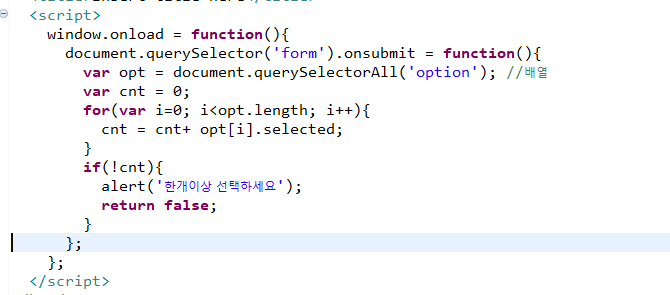 <script>
window.onload = function(){
document.querySelector('form').onsubmit = function(){
var opt = document.querySelectorAll('option'); //배열
var cnt = 0;
for(var i=0; i<opt.length; i++){
cnt = cnt+ opt[i].selected;
}
if(!cnt){
alert('한개이상 선택하세요');
return false;
}
};
};
</script>